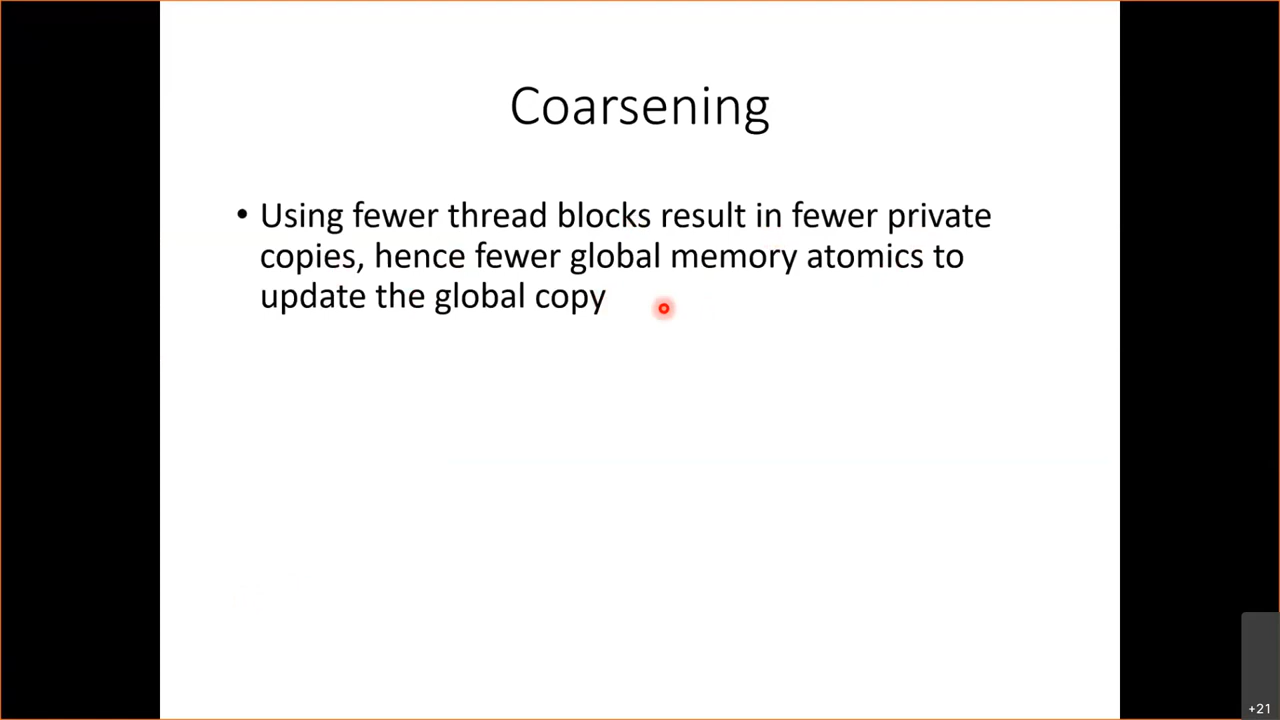 Coarsening
• Using fewer thread blocks result in fewer private
copies, hence fewer global memory atomics to
update the global copy
+21